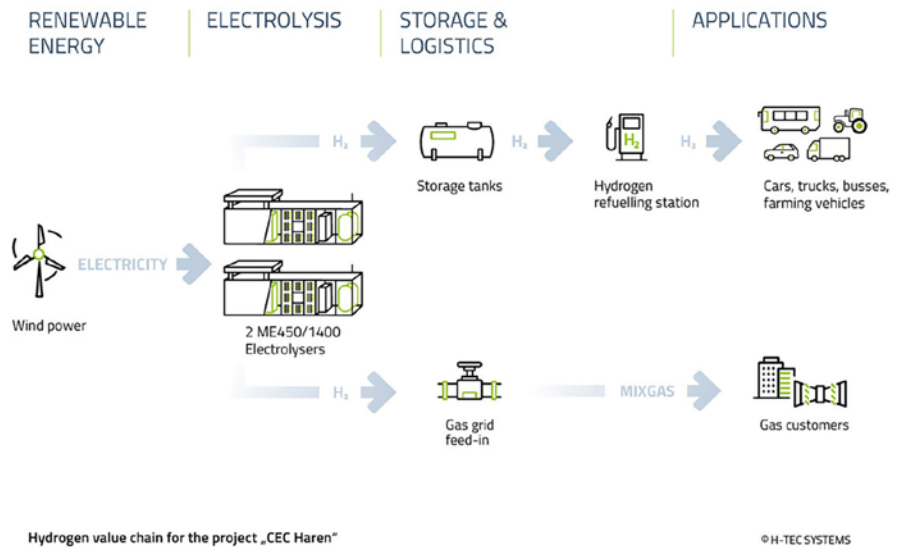 RENEWABLE
ENERGY
ELECTROLYSIS
STORAGE &
LOGISTICS
APPLICATIONS
H₂
H₂
H₂
H₂
Storage tanks
Hydrogen
refuelling station
Cars, trucks, busses,
farming vehicles
ELECTRICITY
Wind power
2 ME450/1400
Electrolysers
H₂
MIXGAS
Gas grid
feed-in
Gas customers
Hydrogen value chain for the project „CEC Haren“
© H-TEC SYSTEMS